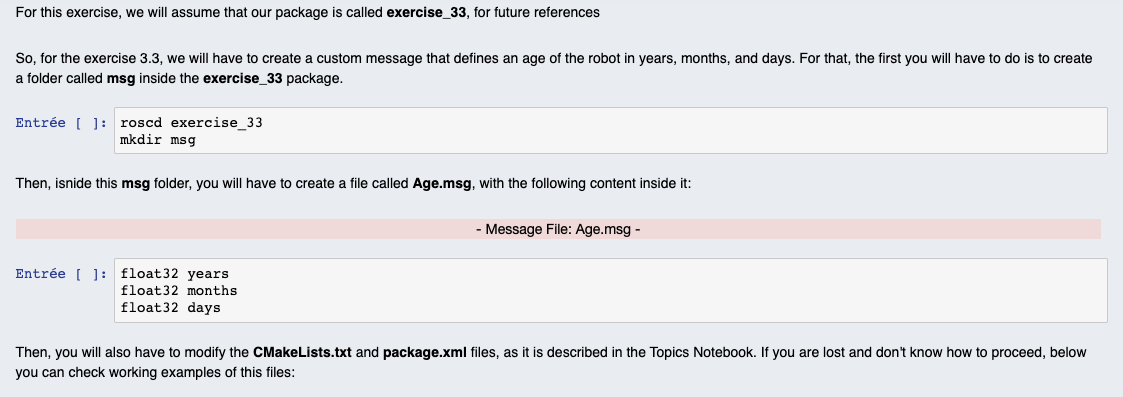 For this exercise, we will assume that our package is called exercise_33, for future references
So, for the exercise 3.3, we will have to create a custom message that defines an age of the robot in years, months, and days. For that, the first you will have to do is to create
a folder called msg inside the exercise_33 package.
Entrée [ ]: roscd exercise_33
mkdir msg
Then, isnide this msg folder, you will have to create a file called Age.msg, with the following content inside it:
- Message File: Age.msg -
Entrée [ ]: float32 years
float32 months
float32 days
Then, you will also have to modify the CMakeLists.txt and package.xml files, as it is described in the Topics Notebook. If you are lost and don't know how to proceed, below
you can check working examples of this files: